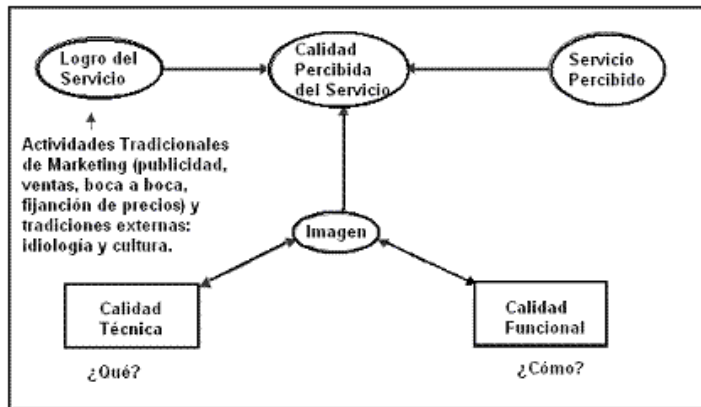 Logro del
Servicio
Calidad
Percibida
del Servicio
Servicio
Percibido
Actividades Tradicionales
de Marketing (publicidad,
ventas, boca a boca,
fijanción de precios) y
tradiciones externas:
idiología y cultura.
Imagen
Calidad
Técnica
Calidad
Funcional
¿Qué?
¿Cómo?